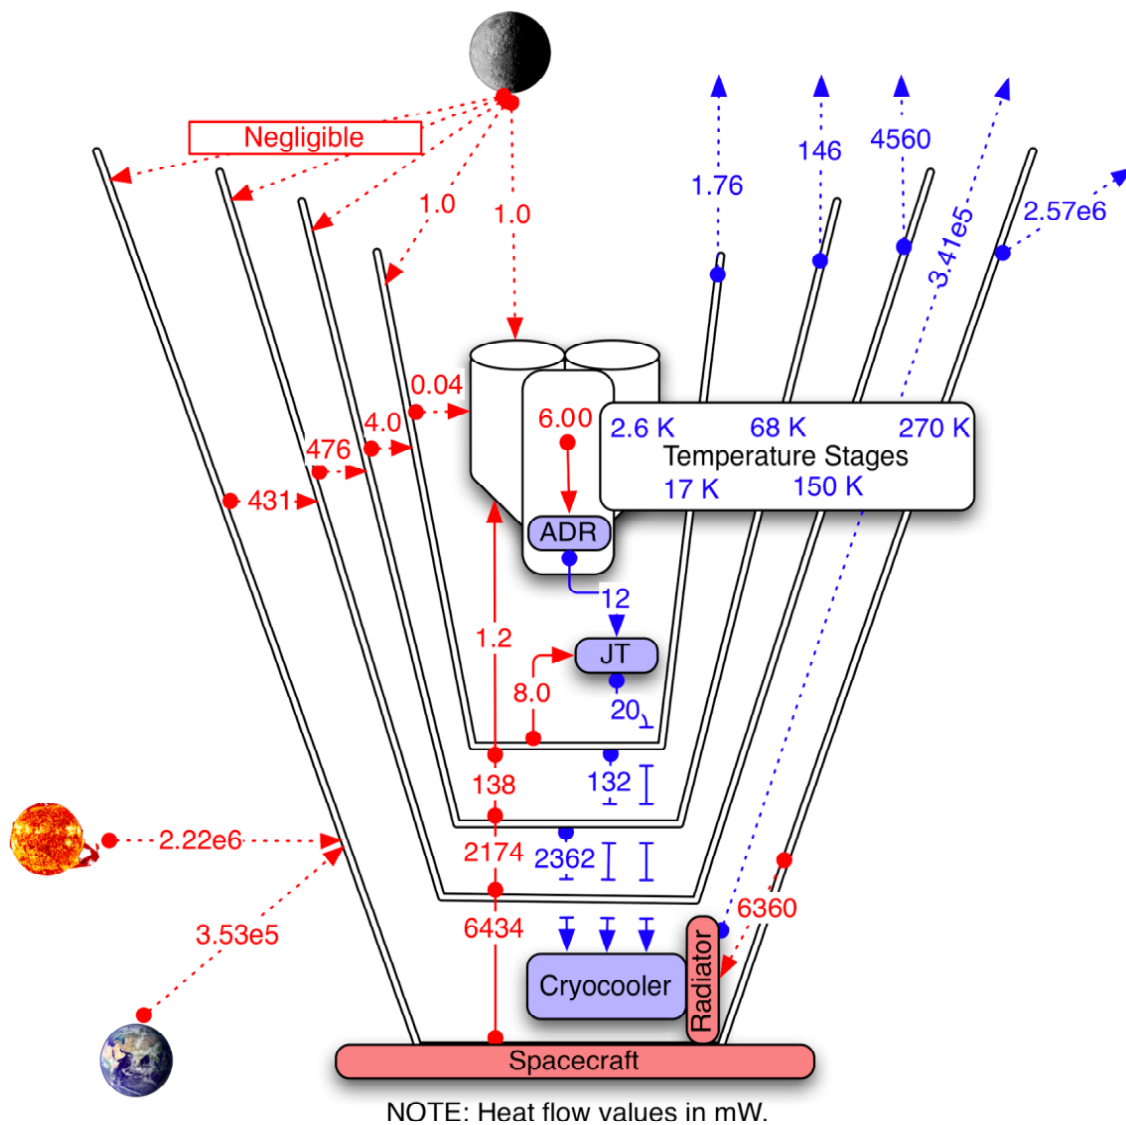 Negligible
1.0
1.0
1.76
146
4560
3.41e5
2.57e6
0.04
4.0
476
431
6.00
2.6 K
68 K
270 K
Temperature Stages
17 K
150 K
ADR
12
1.2
JT
8.0
20
138
132
2.22e6
2174
2362
3.53e5
6434
6360
Cryocooler
Radiator
Spacecraft
NOTE: Heat flow values in mW.